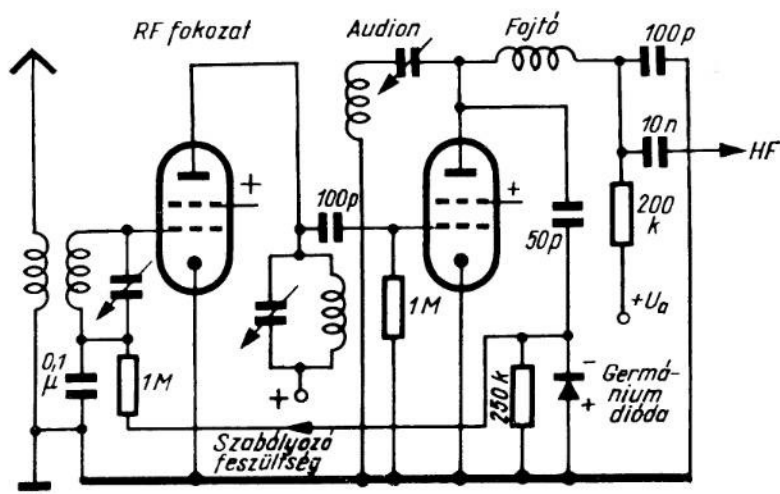 RF fokozat
Audion
Fojtó
100p
10n
HF
+
100p
+
50p
200
k
1M
+Ua
0,1
μ
1M
+
250k
-
+
Germá-
nium
dióda
Szabályozó
feszültség